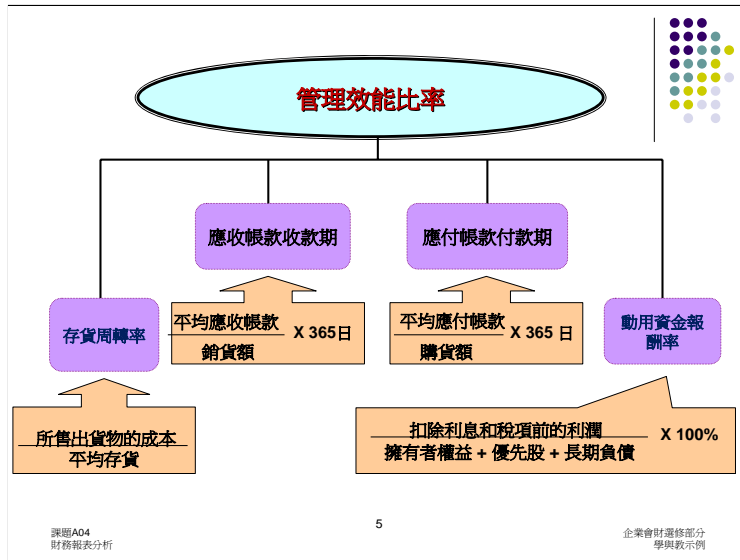 管理效能比率
應收帳款收款期
應付帳款付款期
存貨周轉率
平均應收帳款
銷貨額
X 365日
平均應付帳款
購貨額
X 365 日
動用資金報
酬率
所售出貨物的成本
平均存貨
扣除利息和稅項前的利潤
擁有者權益 + 優先股 + 長期負債
X 100%
課題A04
財務報表分析
5
企業會財選修部分
學與教示例